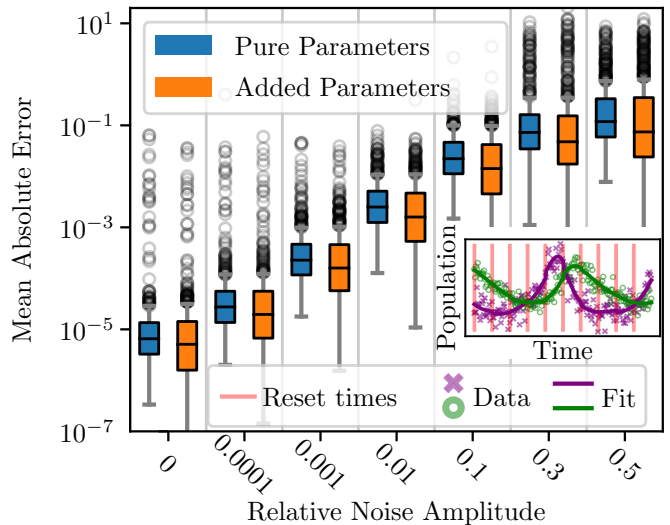 Pure Parameters
Added Parameters
Mean Absolute Error
10^1
10^-1
10^-3
10^-5
10^-7
Population
Time
Reset times
Data
Fit
0
0.0001
0.001
0.01
0.1
0.3
0.5
Relative Noise Amplitude